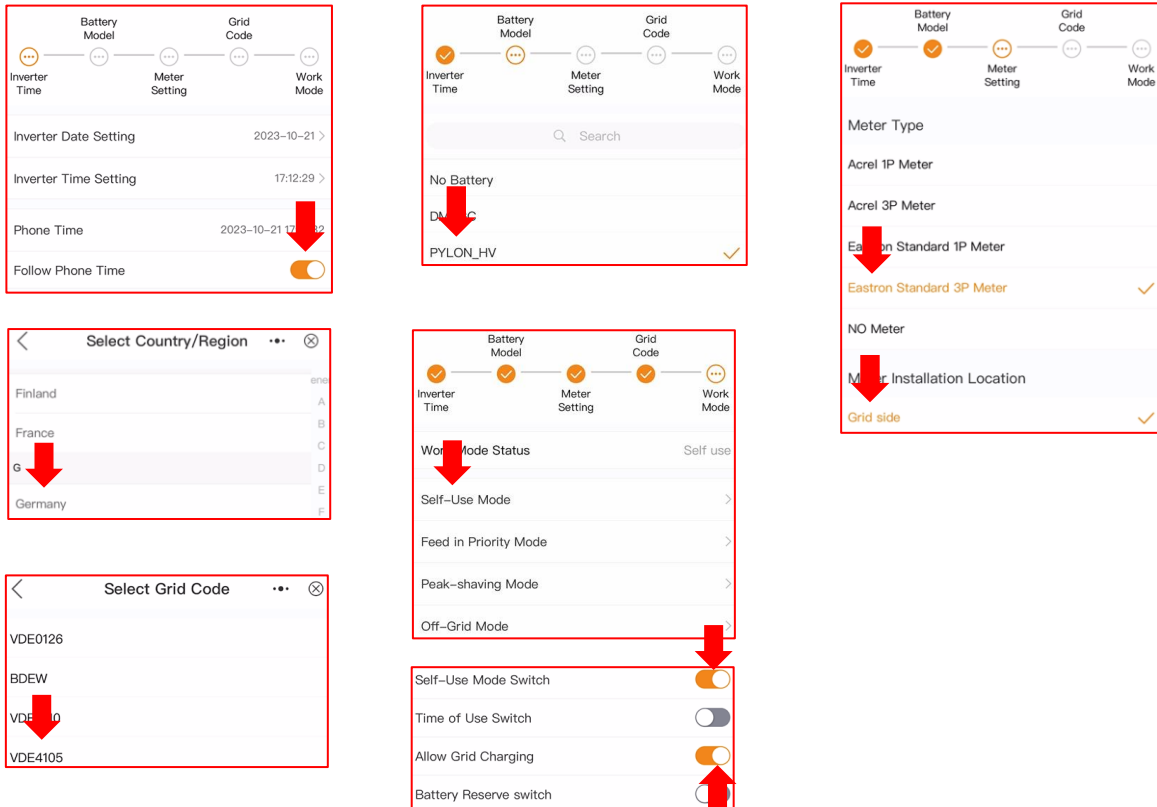 Battery Model
Grid Code
Inverter Time
Meter Setting
Work Mode
Inverter Date Setting 2023-10-21
Inverter Time Setting 17:12:29
Phone Time 2023-10-21
Follow Phone Time
Battery Model
Grid Code
Inverter Time
Meter Setting
Work Mode
Search
No Battery
PYLON_HV
Battery Model
Grid Code
Inverter Time
Meter Setting
Work Mode
Meter Type
Acrel 1P Meter
Acrel 3P Meter
Standard 1P Meter
Eastron Standard 3P Meter
NO Meter
Installation Location
Grid side
Select Country/Region
Finland
France
G
Germany
A
B
C
D
E
F
Battery Model
Grid Code
Inverter Time
Meter Setting
Work Mode
Mode Status Self use
Self-Use Mode
Feed in Priority Mode
Peak-shaving Mode
Off-Grid Mode
Select Grid Code
VDE0126
BDEW
VDE4105
Self-Use Mode Switch
Time of Use Switch
Allow Grid Charging
Battery Reserve switch